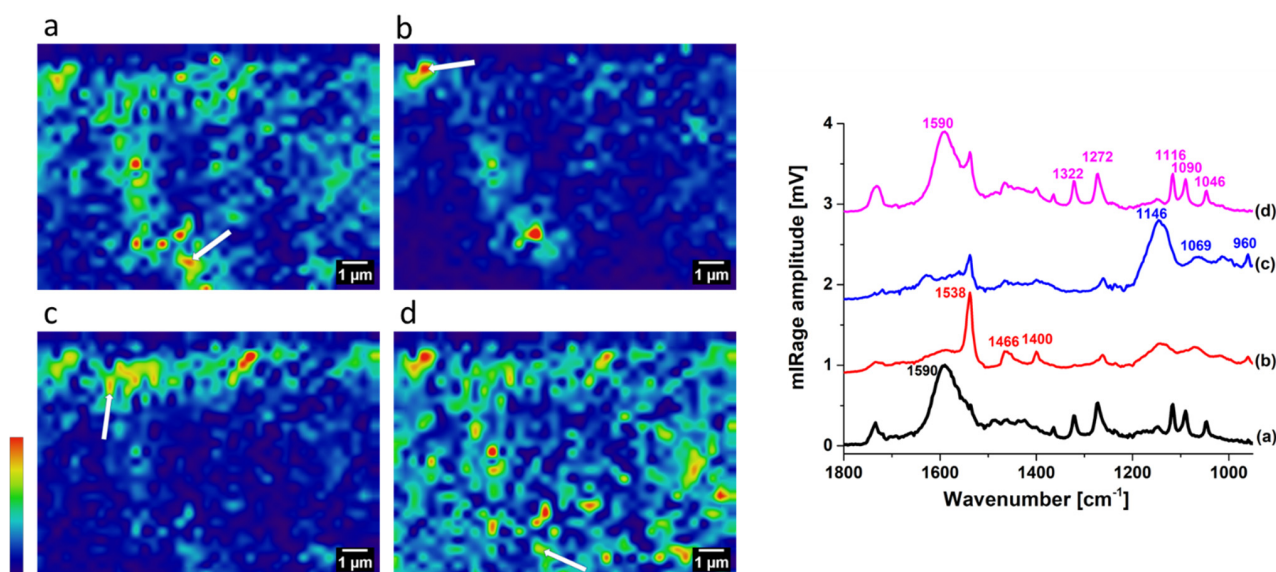 a
b
1 µm
1 µm
c
d
1 µm
1 µm
mIRage amplitude [mV]
4
3
2
1
0
1590
1322
1272
1116
1090
1046
(d)
1146
1069
960
(c)
1538
1466
1400
(b)
1590
(a)
1800
1600
1400
1200
1000
Wavenumber [cm⁻¹]